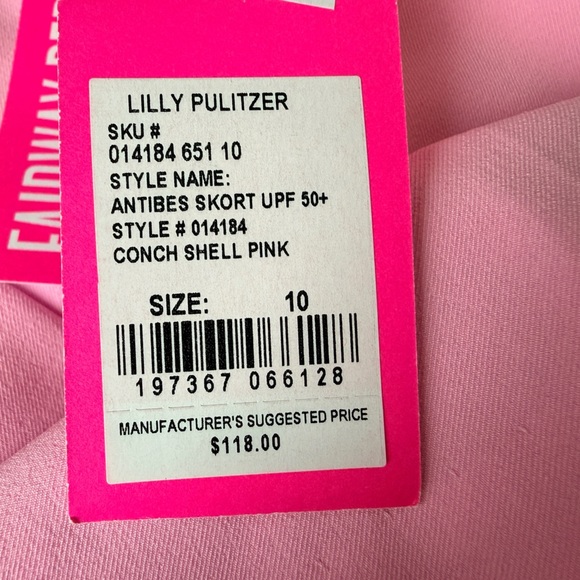 FAIRWAY
LILLY PULITZER
SKU #
014184 651 10
STYLE NAME:
ANTIBES SKORT UPF 50+
STYLE # 014184
CONCH SHELL PINK
SIZE: 10
197367 066128
MANUFACTURER'S SUGGESTED PRICE
$118.00